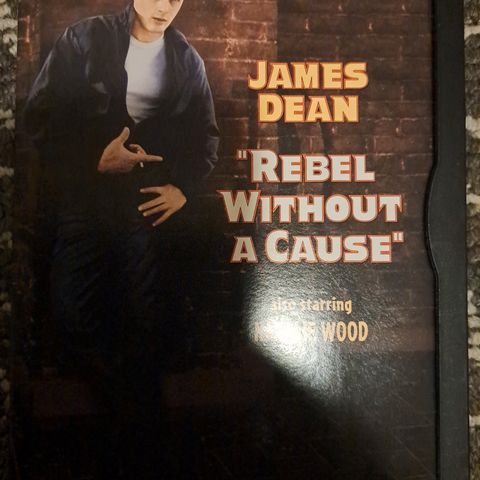 JAMES
DEAN
"REBEL
WITHOUT
A CAUSE"
also starring
WOOD